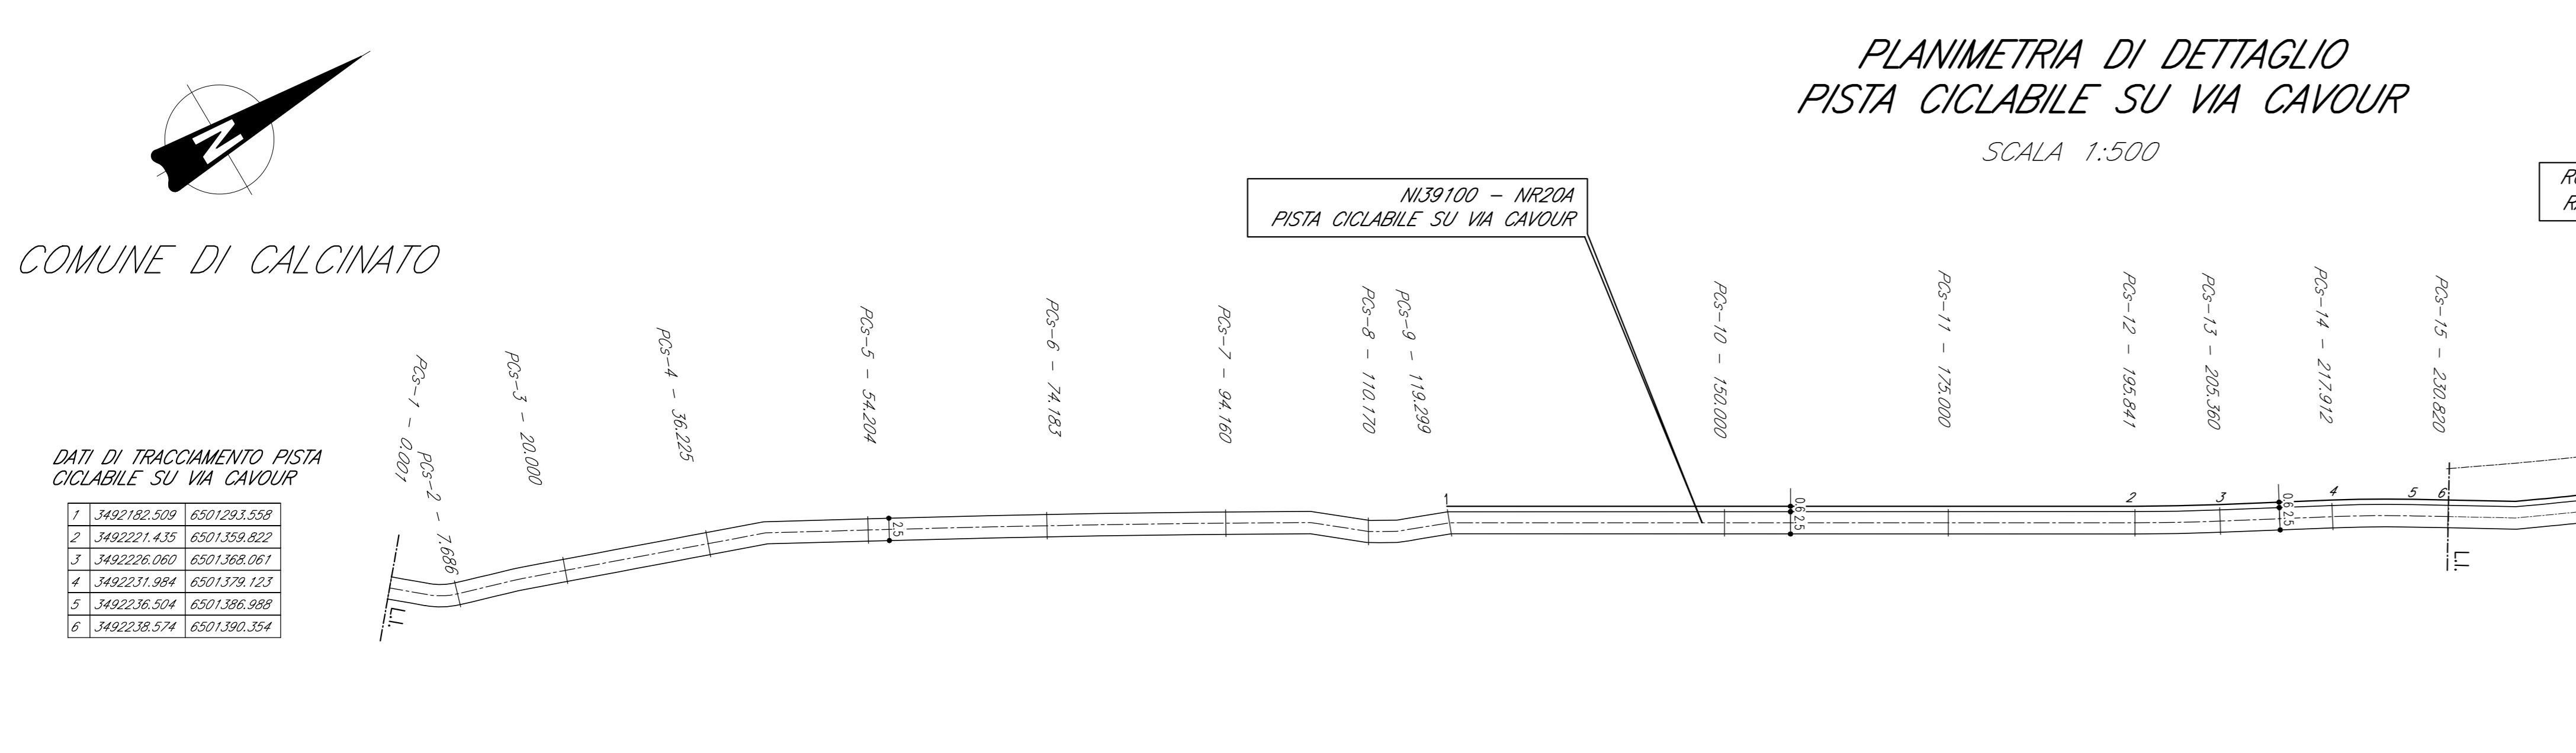 PLANIMETRIA DI DETTAGLIO
PISTA CICLABILE SU VIA CAVOUR
SCALA 1:500
N
COMUNE DI CALCINATO
NI39100 - NR20A
PISTA CICLABILE SU VIA CAVOUR
PCs-1 - 0.001
PCs-2 - 7.686
PCs-3 - 20.000
PCs-4 - 36.225
PCs-5 - 54.204
PCs-6 - 74.183
PCs-7 - 94.160
PCs-8 - 110.170
PCs-9 - 119.299
PCs-10 - 150.000
PCs-11 - 175.000
PCs-12 - 195.841
PCs-13 - 205.360
PCs-14 - 217.912
PCs-15 - 230.820
DATI DI TRACCIAMENTO PISTA
CICLABILE SU VIA CAVOUR
1 3492182.509 6501293.558
2 3492221.435 6501359.822
3 3492226.060 6501368.061
4 3492231.984 6501379.123
5 3492236.504 6501386.988
6 3492238.574 6501390.354
L.I.
2.5
1
0.6
2.5
2
3
0.6
2.5
4
5
6
L.I.